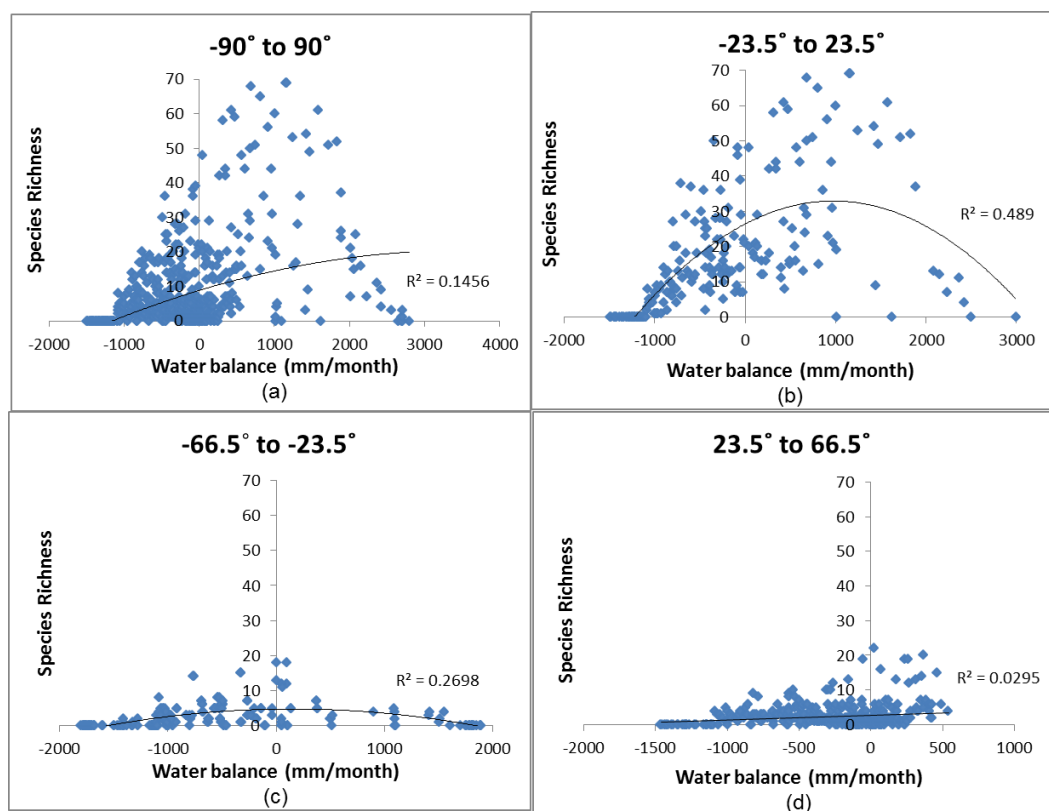 -90˚ to 90˚
70
60
50
40
30
20
10
0
-2000 -1000 0 1000 2000 3000 4000
Species Richness
R² = 0.1456
Water balance (mm/month)
(a)
-23.5˚ to 23.5˚
70
60
50
40
30
20
10
0
-2000 -1000 0 1000 2000 3000
Species Richness
R² = 0.489
Water balance (mm/month)
(b)
-66.5˚ to -23.5˚
70
60
50
40
30
20
10
0
-2000 -1000 0 1000 2000
Species Richness
R² = 0.2698
Water balance (mm/month)
(c)
23.5˚ to 66.5˚
70
60
50
40
30
20
10
0
-2000 -1500 -1000 -500 0 500 1000
Species Richness
R² = 0.0295
Water balance (mm/month)
(d)